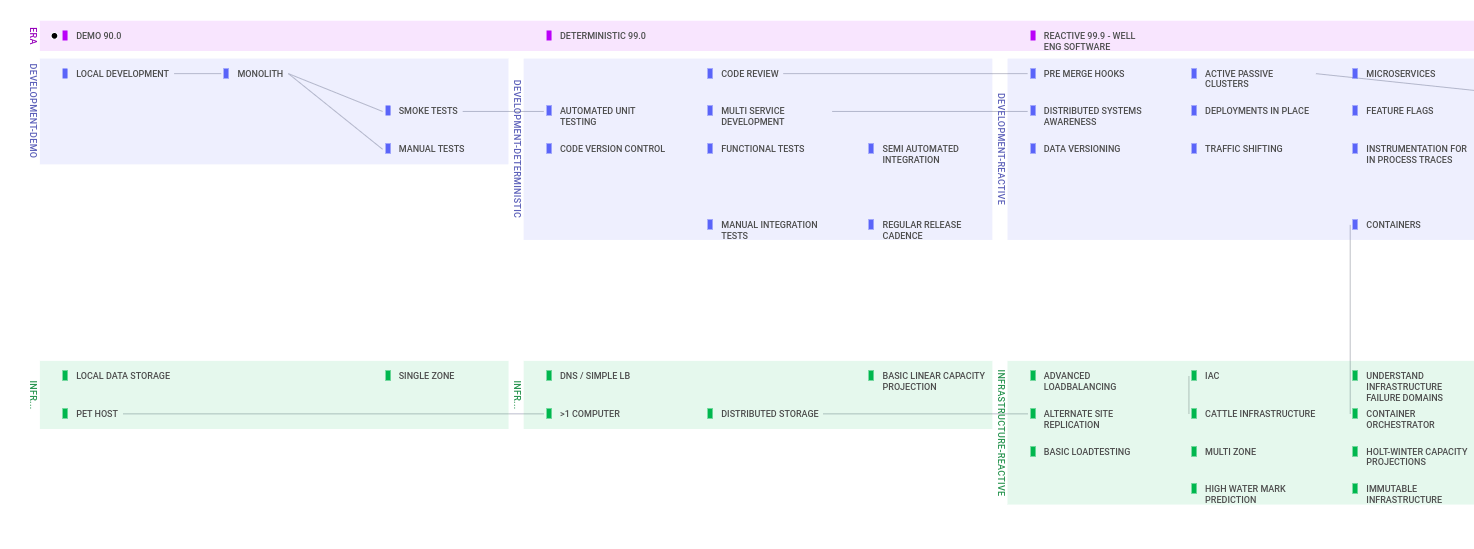 ERA
DEMO 90.0
DETERMINISTIC 99.0
REACTIVE 99.9 - WELL
ENG SOFTWARE
DEVELOPMENT-DEMO
LOCAL DEVELOPMENT
MONOLITH
SMOKE TESTS
MANUAL TESTS
DEVELOPMENT-DETERMINISTIC
CODE REVIEW
AUTOMATED UNIT
TESTING
MULTI SERVICE
DEVELOPMENT
CODE VERSION CONTROL
FUNCTIONAL TESTS
SEMI AUTOMATED
INTEGRATION
MANUAL INTEGRATION
TESTS
REGULAR RELEASE
CADENCE
DEVELOPMENT-REACTIVE
PRE MERGE HOOKS
ACTIVE PASSIVE
CLUSTERS
MICROSERVICES
DISTRIBUTED SYSTEMS
AWARENESS
DEPLOYMENTS IN PLACE
FEATURE FLAGS
DATA VERSIONING
TRAFFIC SHIFTING
INSTRUMENTATION FOR
IN PROCESS TRACES
CONTAINERS
INFR...
LOCAL DATA STORAGE
SINGLE ZONE
PET HOST
INFR...
DNS / SIMPLE LB
BASIC LINEAR CAPACITY
PROJECTION
>1 COMPUTER
DISTRIBUTED STORAGE
INFRASTRUCTURE-REACTIVE
ADVANCED
LOADBALANCING
IAC
UNDERSTAND
INFRASTRUCTURE
FAILURE DOMAINS
ALTERNATE SITE
REPLICATION
CATTLE INFRASTRUCTURE
CONTAINER
ORCHESTRATOR
BASIC LOADTESTING
MULTI ZONE
HOLT-WINTER CAPACITY
PROJECTIONS
HIGH WATER MARK
PREDICTION
IMMUTABLE
INFRASTRUCTURE